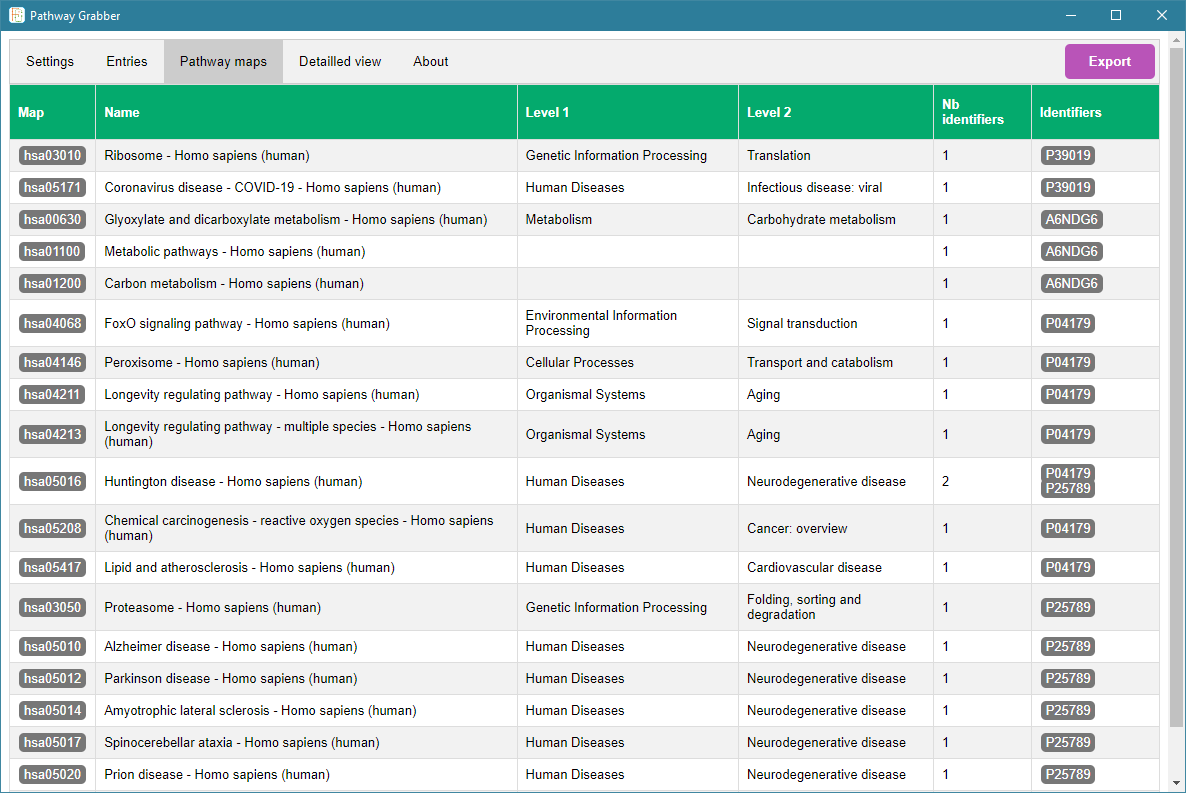 Pathway Grabber
Settings Entries Pathway maps Detailled view About Export
Map Name Level 1 Level 2 Nb identifiers Identifiers
hsa03010 Ribosome - Homo sapiens (human) Genetic Information Processing Translation 1 P39019
hsa05171 Coronavirus disease - COVID-19 - Homo sapiens (human) Human Diseases Infectious disease: viral 1 P39019
hsa00630 Glyoxylate and dicarboxylate metabolism - Homo sapiens (human) Metabolism Carbohydrate metabolism 1 A6NDG6
hsa01100 Metabolic pathways - Homo sapiens (human) 1 A6NDG6
hsa01200 Carbon metabolism - Homo sapiens (human) 1 A6NDG6
hsa04068 FoxO signaling pathway - Homo sapiens (human) Environmental Information Processing Signal transduction 1 P04179
hsa04146 Peroxisome - Homo sapiens (human) Cellular Processes Transport and catabolism 1 P04179
hsa04211 Longevity regulating pathway - Homo sapiens (human) Organismal Systems Aging 1 P04179
hsa04213 Longevity regulating pathway - multiple species - Homo sapiens (human) Organismal Systems Aging 1 P04179
hsa05016 Huntington disease - Homo sapiens (human) Human Diseases Neurodegenerative disease 2 P04179 P25789
hsa05208 Chemical carcinogenesis - reactive oxygen species - Homo sapiens (human) Human Diseases Cancer: overview 1 P04179
hsa05417 Lipid and atherosclerosis - Homo sapiens (human) Human Diseases Cardiovascular disease 1 P04179
hsa03050 Proteasome - Homo sapiens (human) Genetic Information Processing Folding, sorting and degradation 1 P25789
hsa05010 Alzheimer disease - Homo sapiens (human) Human Diseases Neurodegenerative disease 1 P25789
hsa05012 Parkinson disease - Homo sapiens (human) Human Diseases Neurodegenerative disease 1 P25789
hsa05014 Amyotrophic lateral sclerosis - Homo sapiens (human) Human Diseases Neurodegenerative disease 1 P25789
hsa05017 Spinocerebellar ataxia - Homo sapiens (human) Human Diseases Neurodegenerative disease 1 P25789
hsa05020 Prion disease - Homo sapiens (human) Human Diseases Neurodegenerative disease 1 P25789